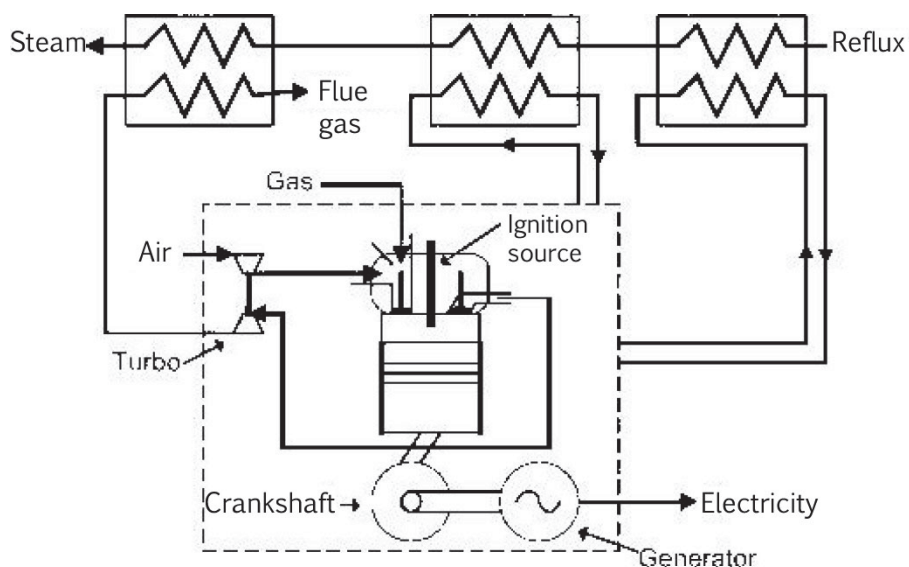 Steam
Reflux
Flue
gas
Gas
Ignition
source
Air
Turbo
Crankshaft
Electricity
Generator